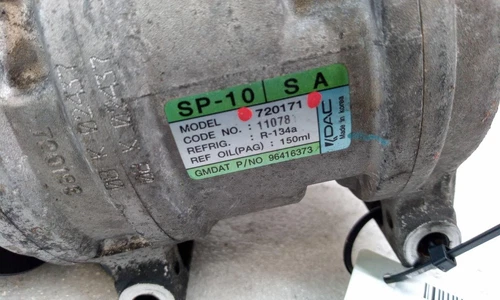 SP-10 SA
MODEL 720171
CODE NO. : 11078
REFRIG. : R-134a
REF OIL(PAG) : 150ml
GMDAT P/NO 96416373
DAC
Made in Korea